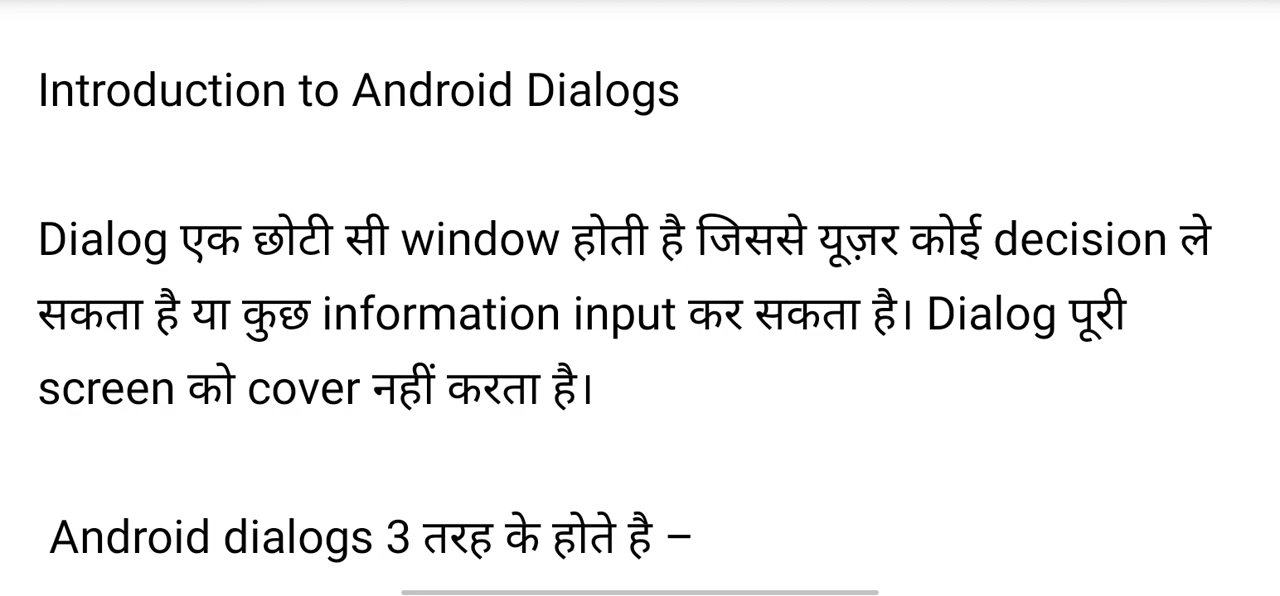 Introduction to Android Dialogs
Dialog एक छोटी सी window होती है जिससे यूज़र कोई decision ले
सकता है या कुछ information input कर सकता है। Dialog पूरी
screen को cover नहीं करता है।
Android dialogs 3 तरह के होते है –